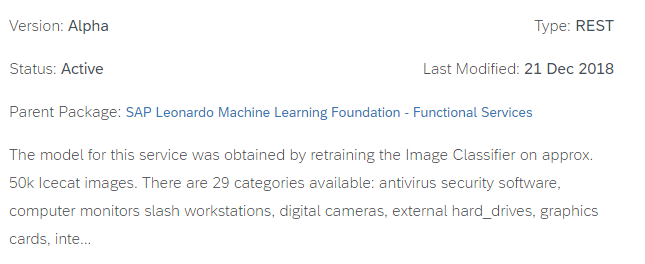 Version: Alpha Type: REST
Status: Active Last Modified: 21 Dec 2018
Parent Package: SAP Leonardo Machine Learning Foundation - Functional Services
The model for this service was obtained by retraining the Image Classifier on approx.
50k Icecat images. There are 29 categories available: antivirus security software,
computer monitors slash workstations, digital cameras, external hard_drives, graphics
cards, inte...